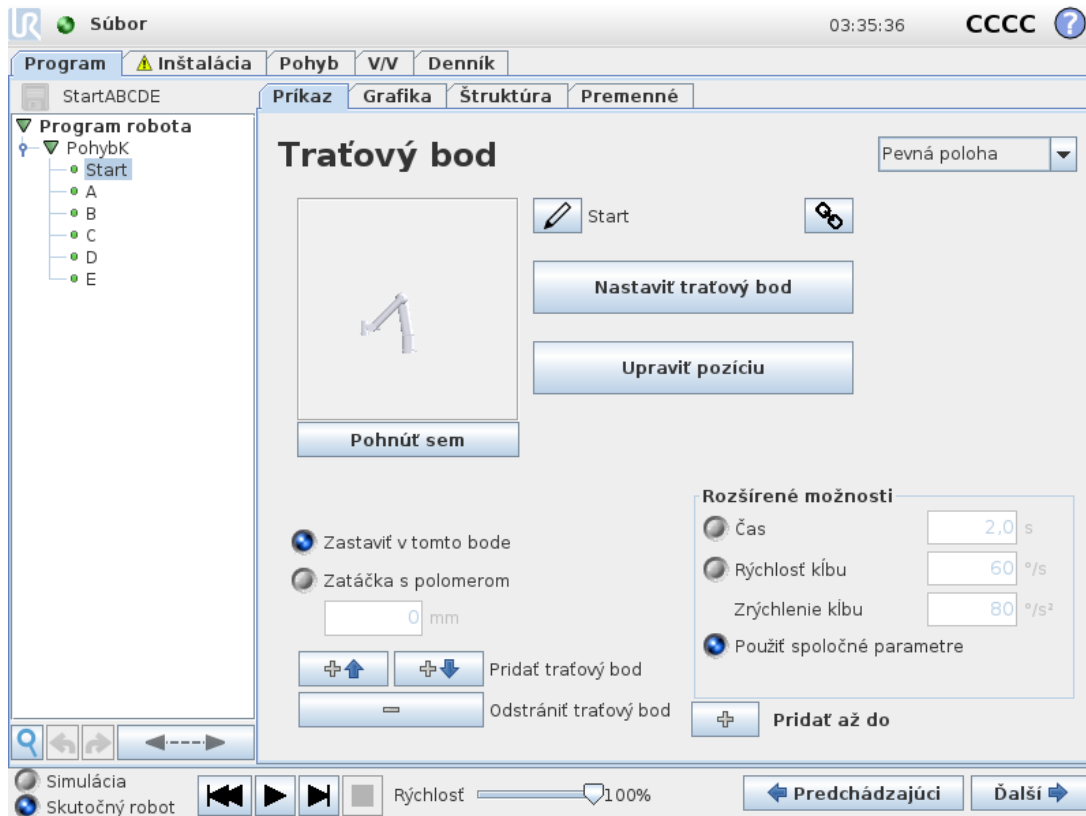 UR Súbor 03:35:36 CCCC ?
Program Inštalácia Pohyb V/V Denník
StartABCDE Príkaz Grafika Štruktúra Premenné
Program robota
PohybK
Start
A
B
C
D
E
Traťový bod
Pevná poloha
Start
Nastaviť traťový bod
Upraviť pozíciu
Pohnúť sem
Zastaviť v tomto bode
Zatáčka s polomerom
0 mm
Pridať traťový bod
Odstrániť traťový bod
Rozšírené možnosti
Čas 2,0 s
Rýchlosť kĺbu 60 °/s
Zrýchlenie kĺbu 80 °/s²
Použiť spoločné parametre
Pridať až do
Simulácia
Skutočný robot
Rýchlosť 100%
Predchádzajúci Ďalší